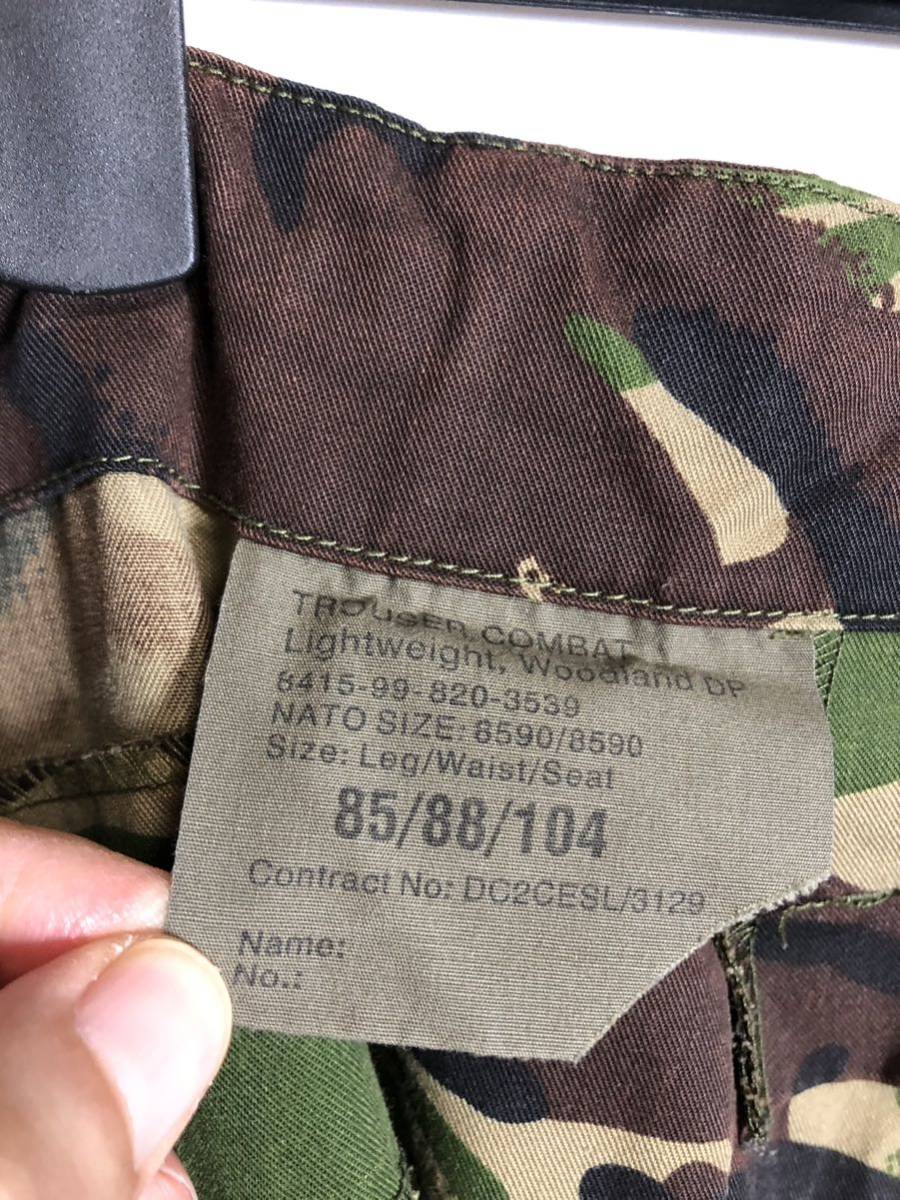 TROUSER, COMBAT
Lightweight, Woodland DP
8415-99-820-3539
NATO SIZE: 8590/8590
Size: Leg/Waist/Seat
85/88/104
Contract No: DC2CESL/3129
Name:
No.: